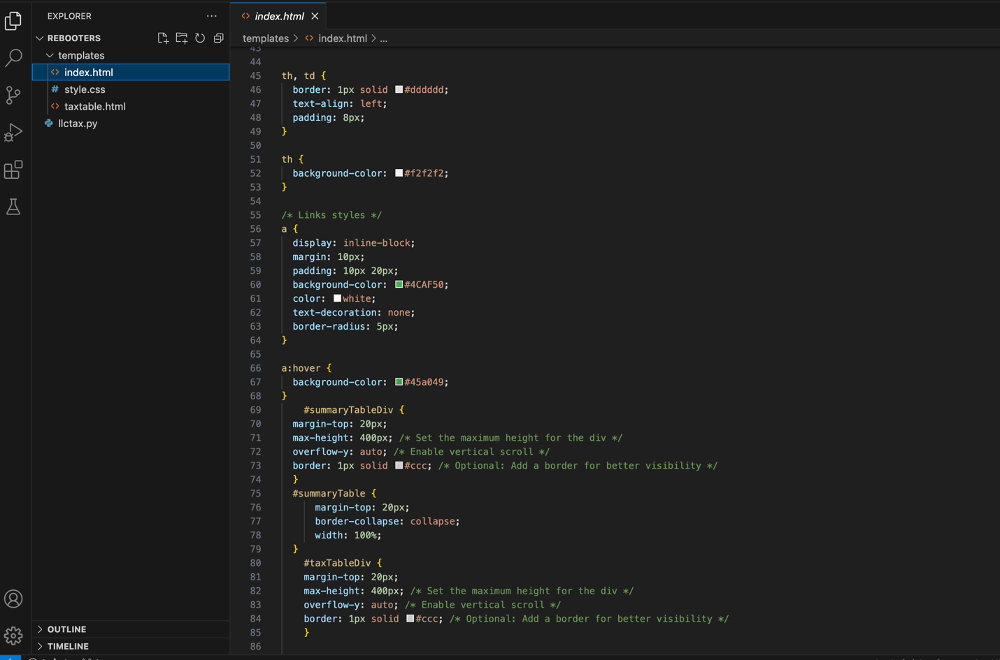 EXPLORER
...
index.html
REBOOTERS
templates
index.html
style.css
taxtable.html
llctax.py
OUTLINE
TIMELINE
templates > index.html > ...
43
44
45 th, td {
46 border: 1px solid #dddddd;
47 text-align: left;
48 padding: 8px;
49 }
50
51 th {
52 background-color: #f2f2f2;
53 }
54
55 /* Links styles */
56 a {
57 display: inline-block;
58 margin: 10px;
59 padding: 10px 20px;
60 background-color: #4CAF50;
61 color: white;
62 text-decoration: none;
63 border-radius: 5px;
64 }
65
66 a:hover {
67 background-color: #45a049;
68 }
69 #summaryTableDiv {
70 margin-top: 20px;
71 max-height: 400px; /* Set the maximum height for the div */
72 overflow-y: auto; /* Enable vertical scroll */
73 border: 1px solid #ccc; /* Optional: Add a border for better visibility */
74 }
75 #summaryTable {
76 margin-top: 20px;
77 border-collapse: collapse;
78 width: 100%;
79 }
80 #taxTableDiv {
81 margin-top: 20px;
82 max-height: 400px; /* Set the maximum height for the div */
83 overflow-y: auto; /* Enable vertical scroll */
84 border: 1px solid #ccc; /* Optional: Add a border for better visibility */
85 }
86